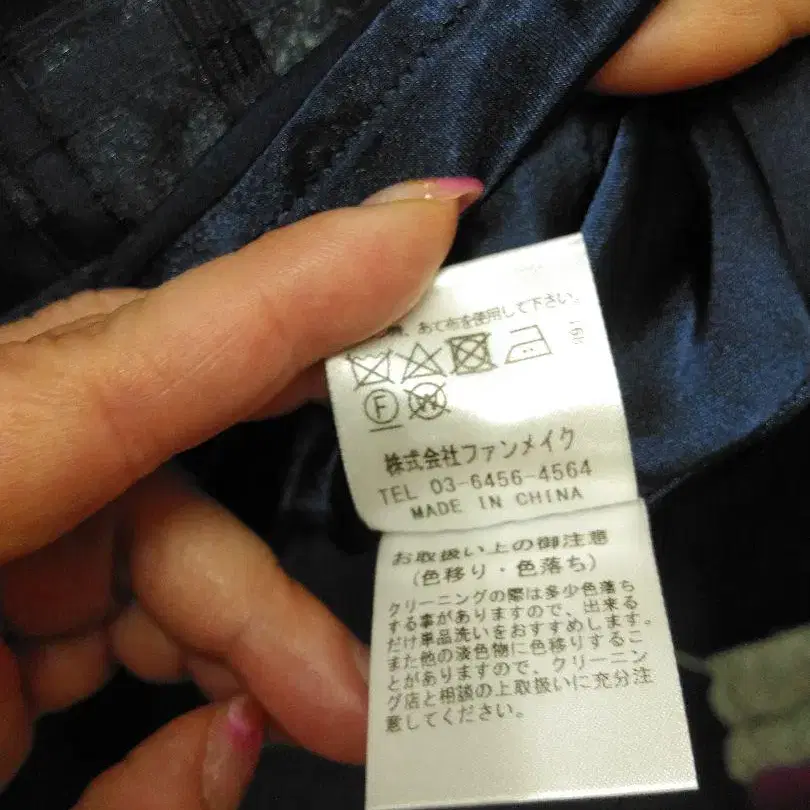 あて布を使用して下さい。
F
W
株式会社ファンメイク
TEL 03-6456-4564
MADE IN CHINA
お取扱い上の御注意
(色移り・色落ち)
クリーニングの際は多少色落ち
する事がありますので、出来る
だけ単品洗いをおすすめします。
また他の淡色物に色移りするこ
とがありますので、クリーニン
グ店と相談の上取扱いに充分注
意してください。